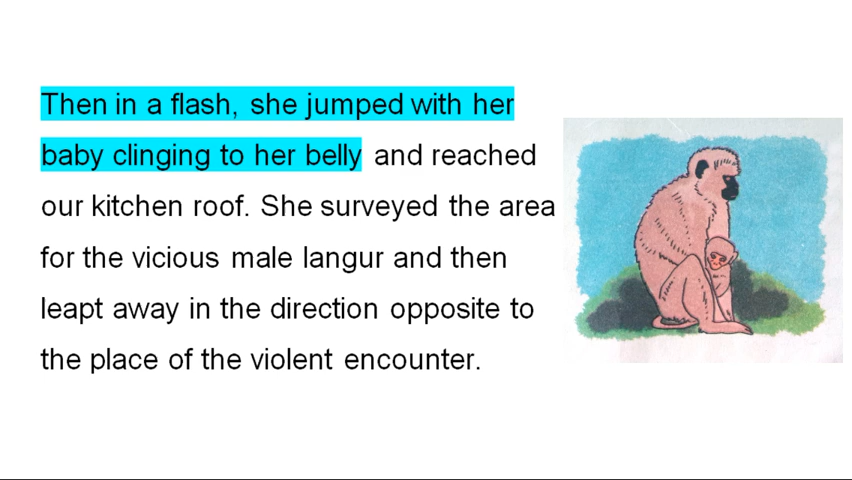 Then in a flash, she jumped with her
baby clinging to her belly and reached
our kitchen roof. She surveyed the area
for the vicious male langur and then
leapt away in the direction opposite to
the place of the violent encounter.